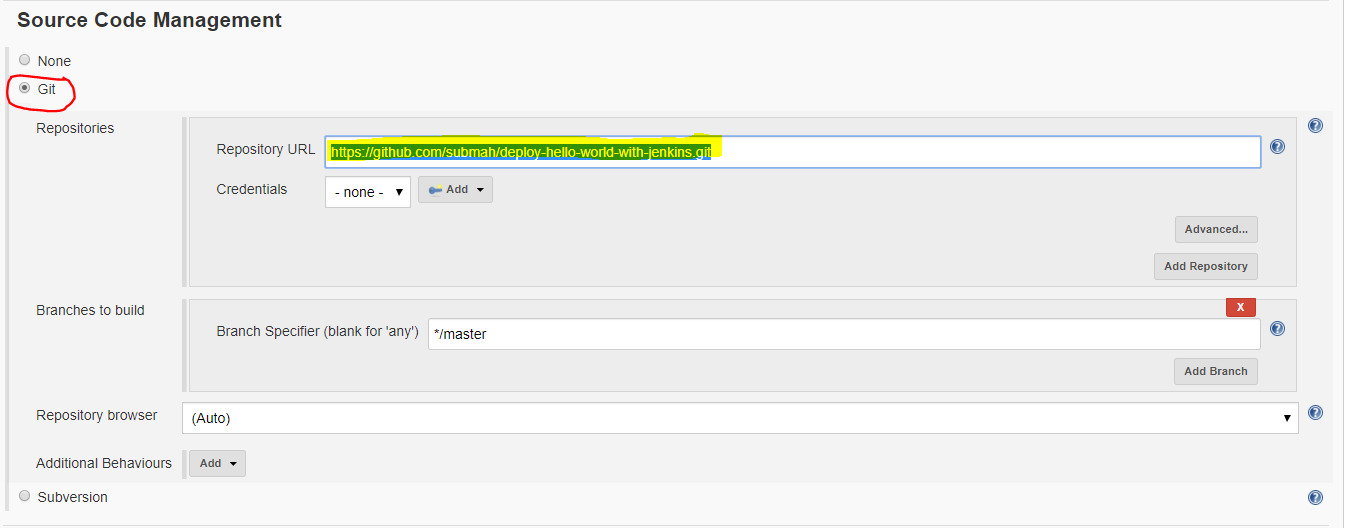 Source Code Management
None
Git
Repositories
Repository URL https://github.com/submah/deploy-hello-world-with-jenkins.git
Credentials - none - Add
Advanced...
Add Repository
Branches to build
X
Branch Specifier (blank for 'any') */master
Add Branch
Repository browser (Auto)
Additional Behaviours Add
Subversion